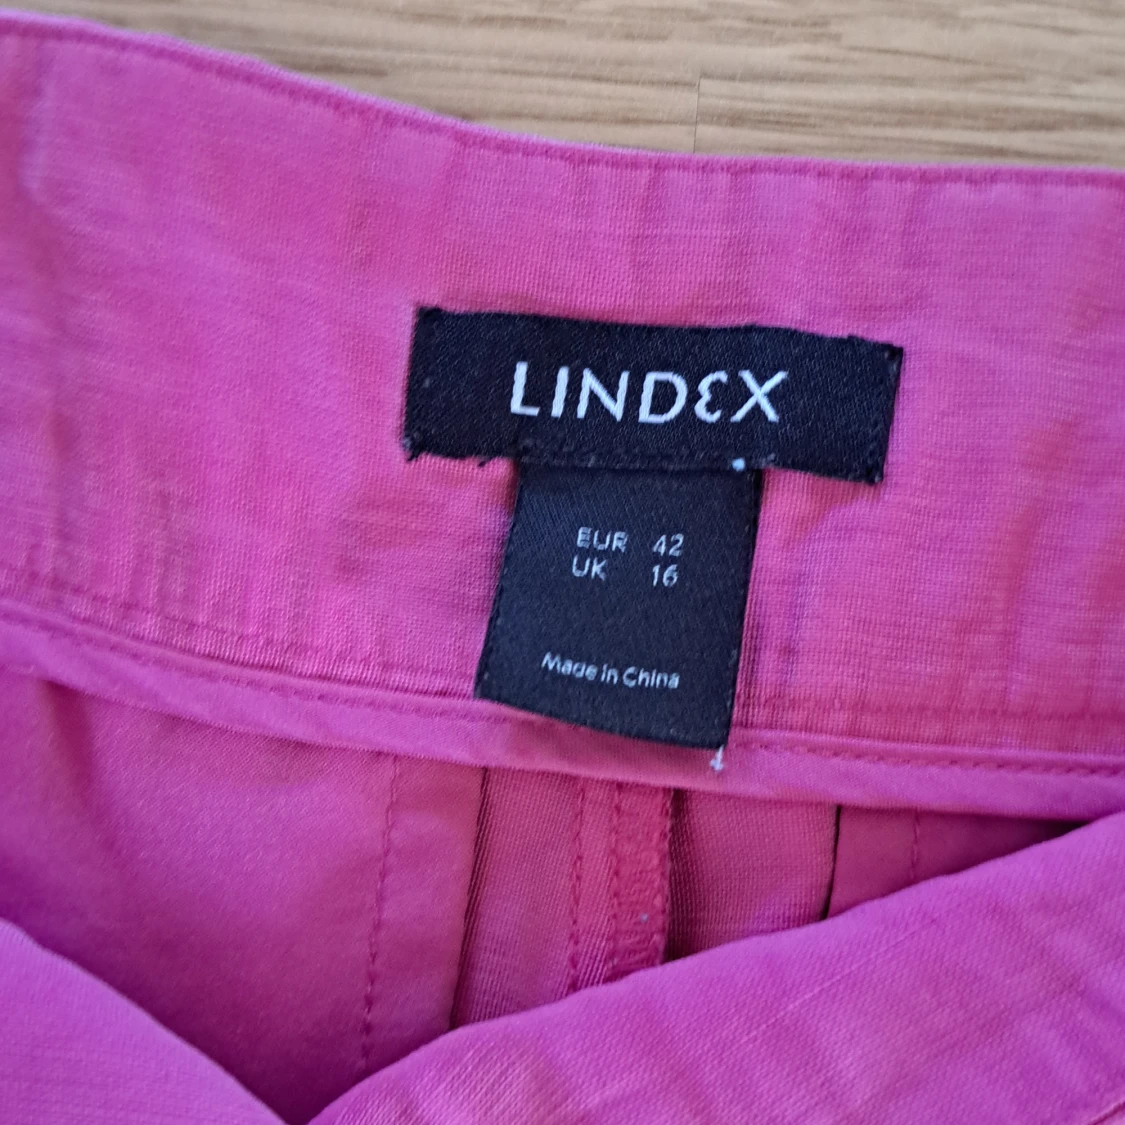 LINDEX
EUR 42
UK 16
Made in China